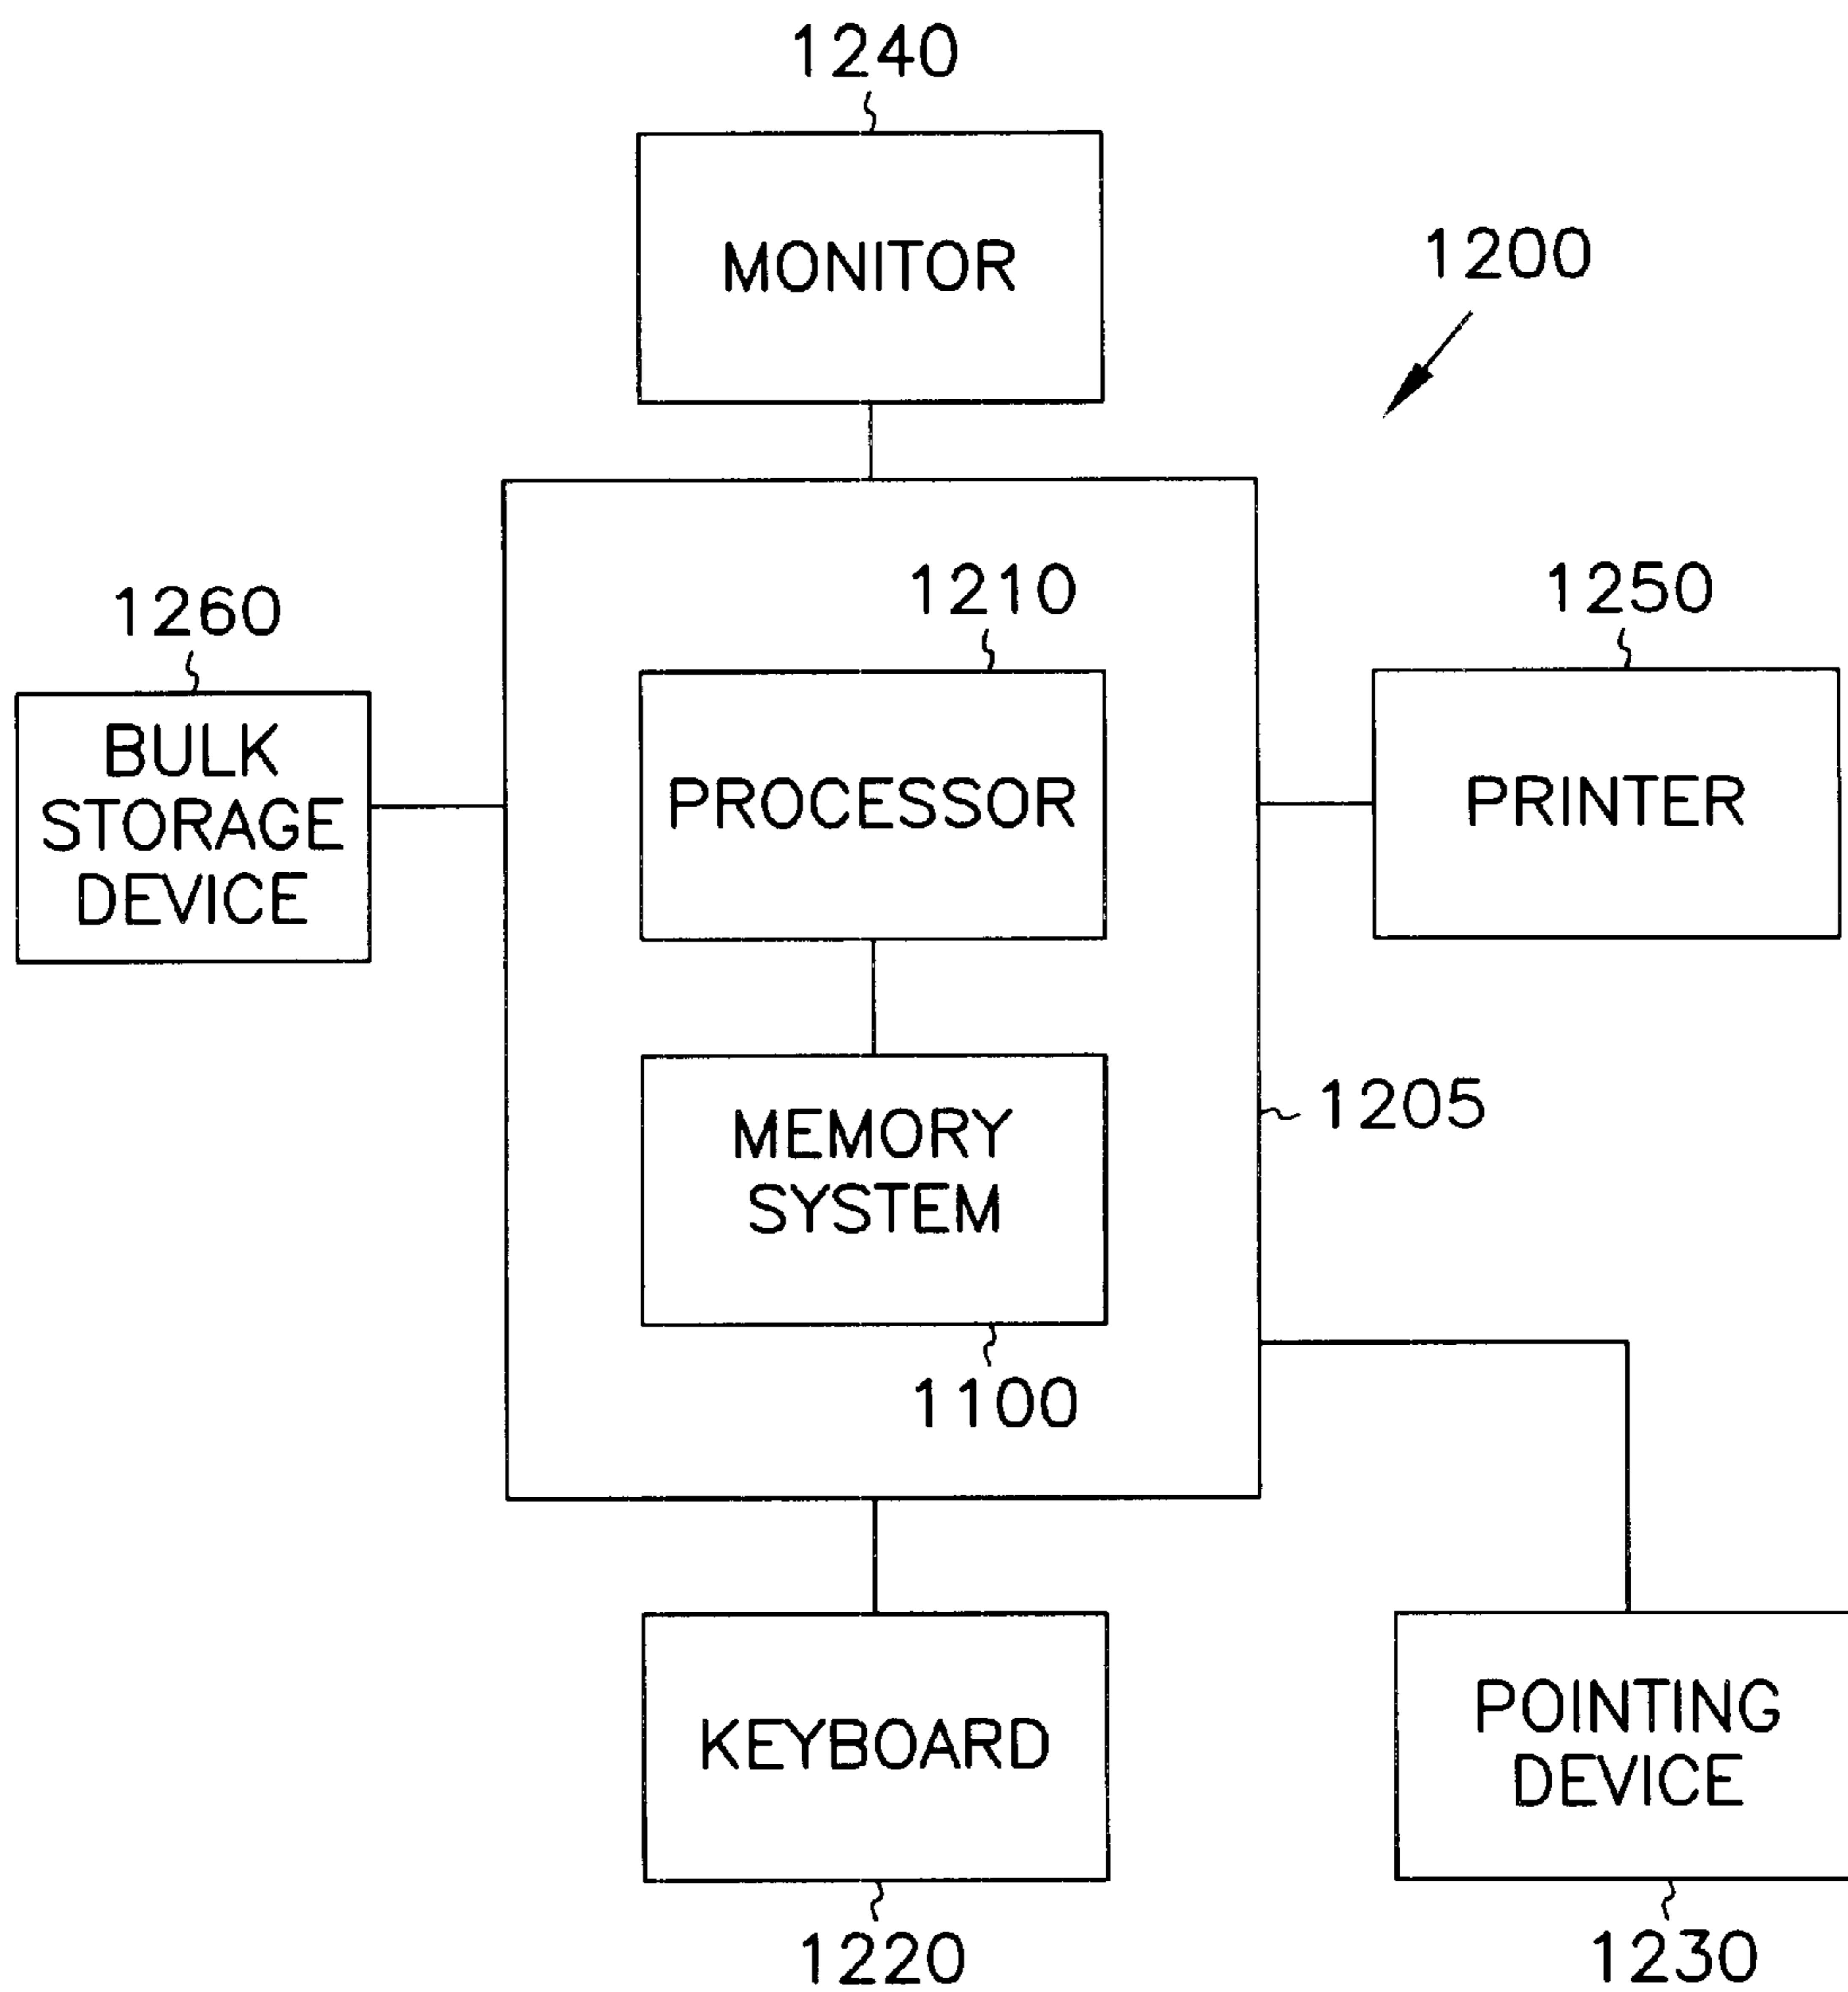 1240
MONITOR
1200
1260
BULK
STORAGE
DEVICE
1210
PROCESSOR
1250
PRINTER
MEMORY
SYSTEM
1205
1100
KEYBOARD
1220
POINTING
DEVICE
1230